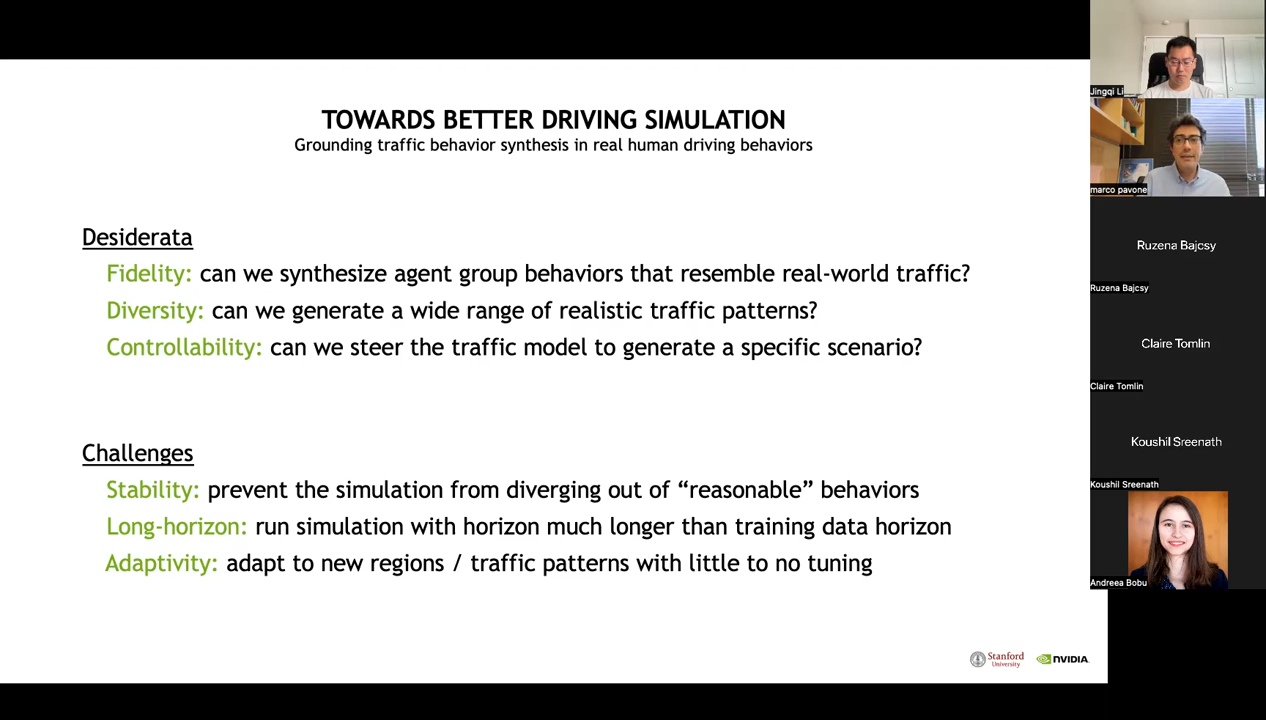 TOWARDS BETTER DRIVING SIMULATION
Grounding traffic behavior synthesis in real human driving behaviors
Desiderata
Fidelity: can we synthesize agent group behaviors that resemble real-world traffic?
Diversity: can we generate a wide range of realistic traffic patterns?
Controllability: can we steer the traffic model to generate a specific scenario?
Challenges
Stability: prevent the simulation from diverging out of “reasonable” behaviors
Long-horizon: run simulation with horizon much longer than training data horizon
Adaptivity: adapt to new regions / traffic patterns with little to no tuning
Stanford
University
NVIDIA
Jingqi Li
marco pavone
Ruzena Bajcsy
Ruzena Bajcsy
Claire Tomlin
Claire Tomlin
Koushil Sreenath
Koushil Sreenath
Andreea Bobu